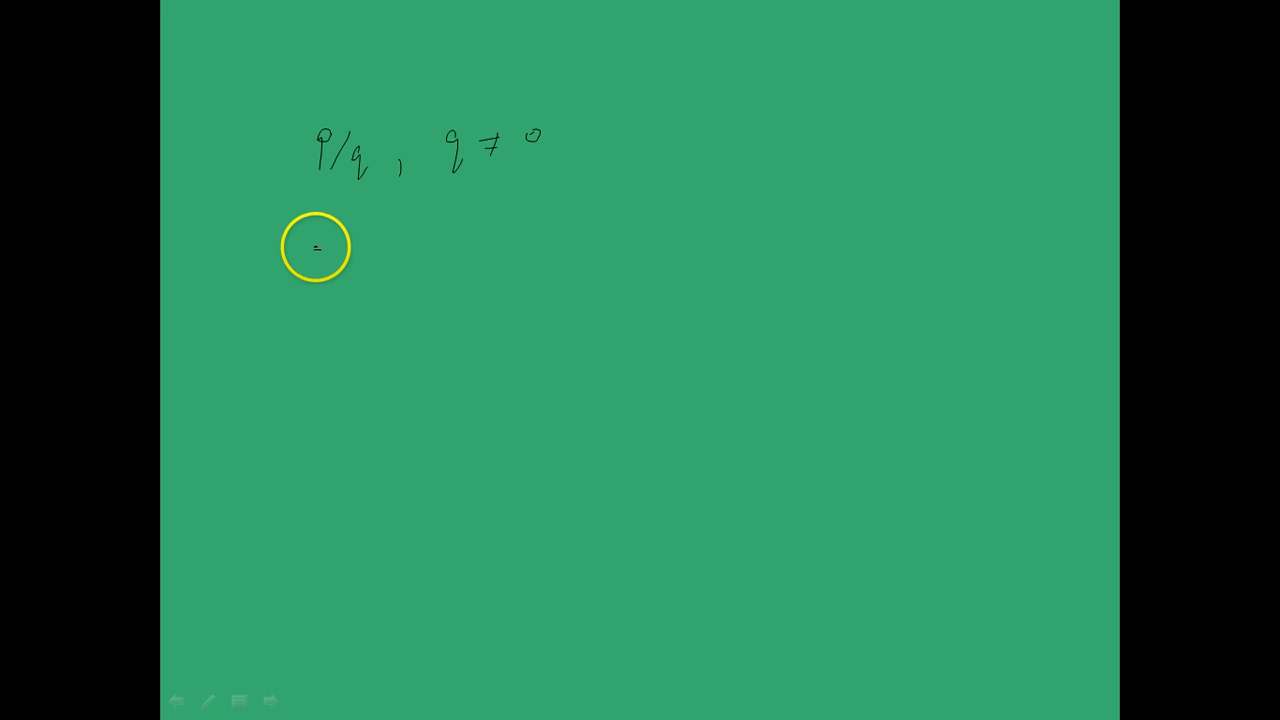 p/q , q ≠ 0